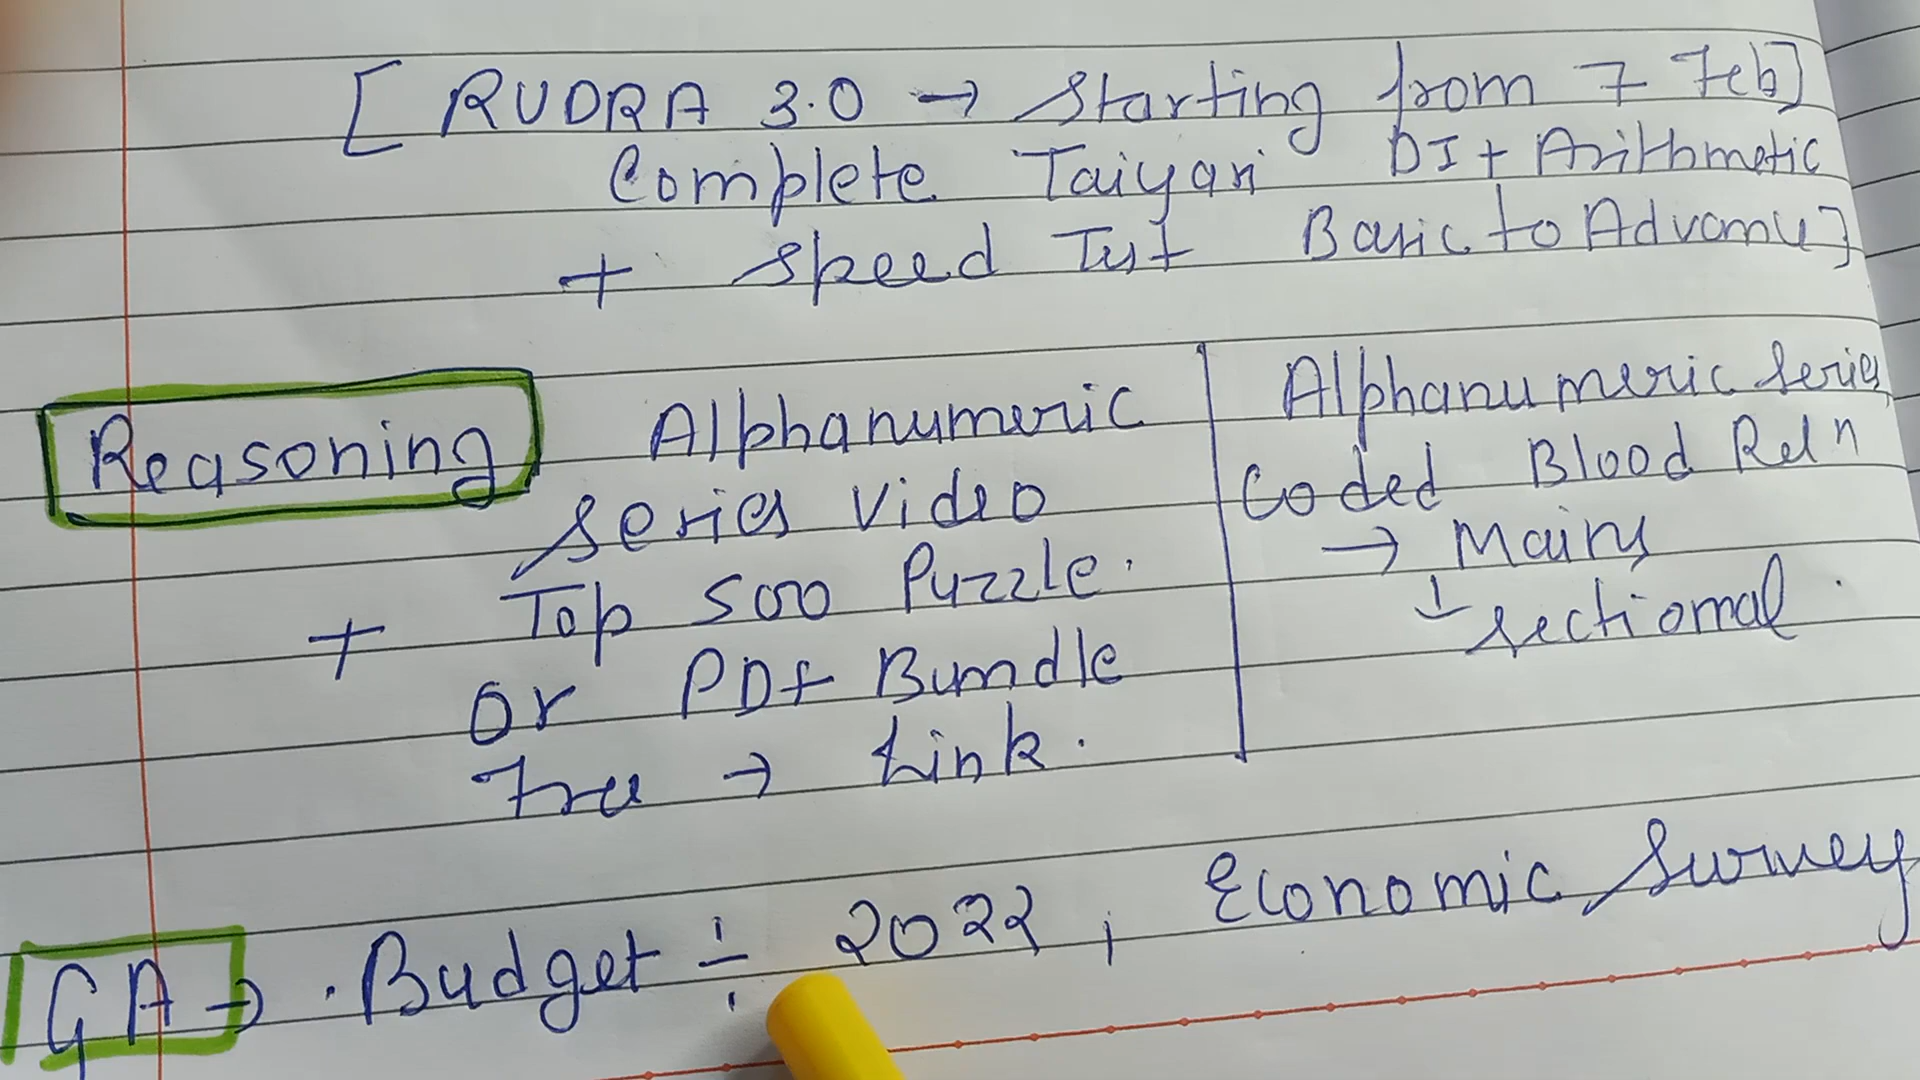 [ RUDRA 3.0 → Starting from 7 Feb]
Complete Taiyari DI + Arithmetic
+ Speed Test Basic to Advance]
Reasoning
Alphanumeric
Series Video
+ Top 500 Puzzle.
Or PDF Bundle
Free → Link.
Alphanumeric Series
Coded Blood Reln
→ Mains
+ Sectional.
GA → . Budget ÷ 2022, Economic Survey